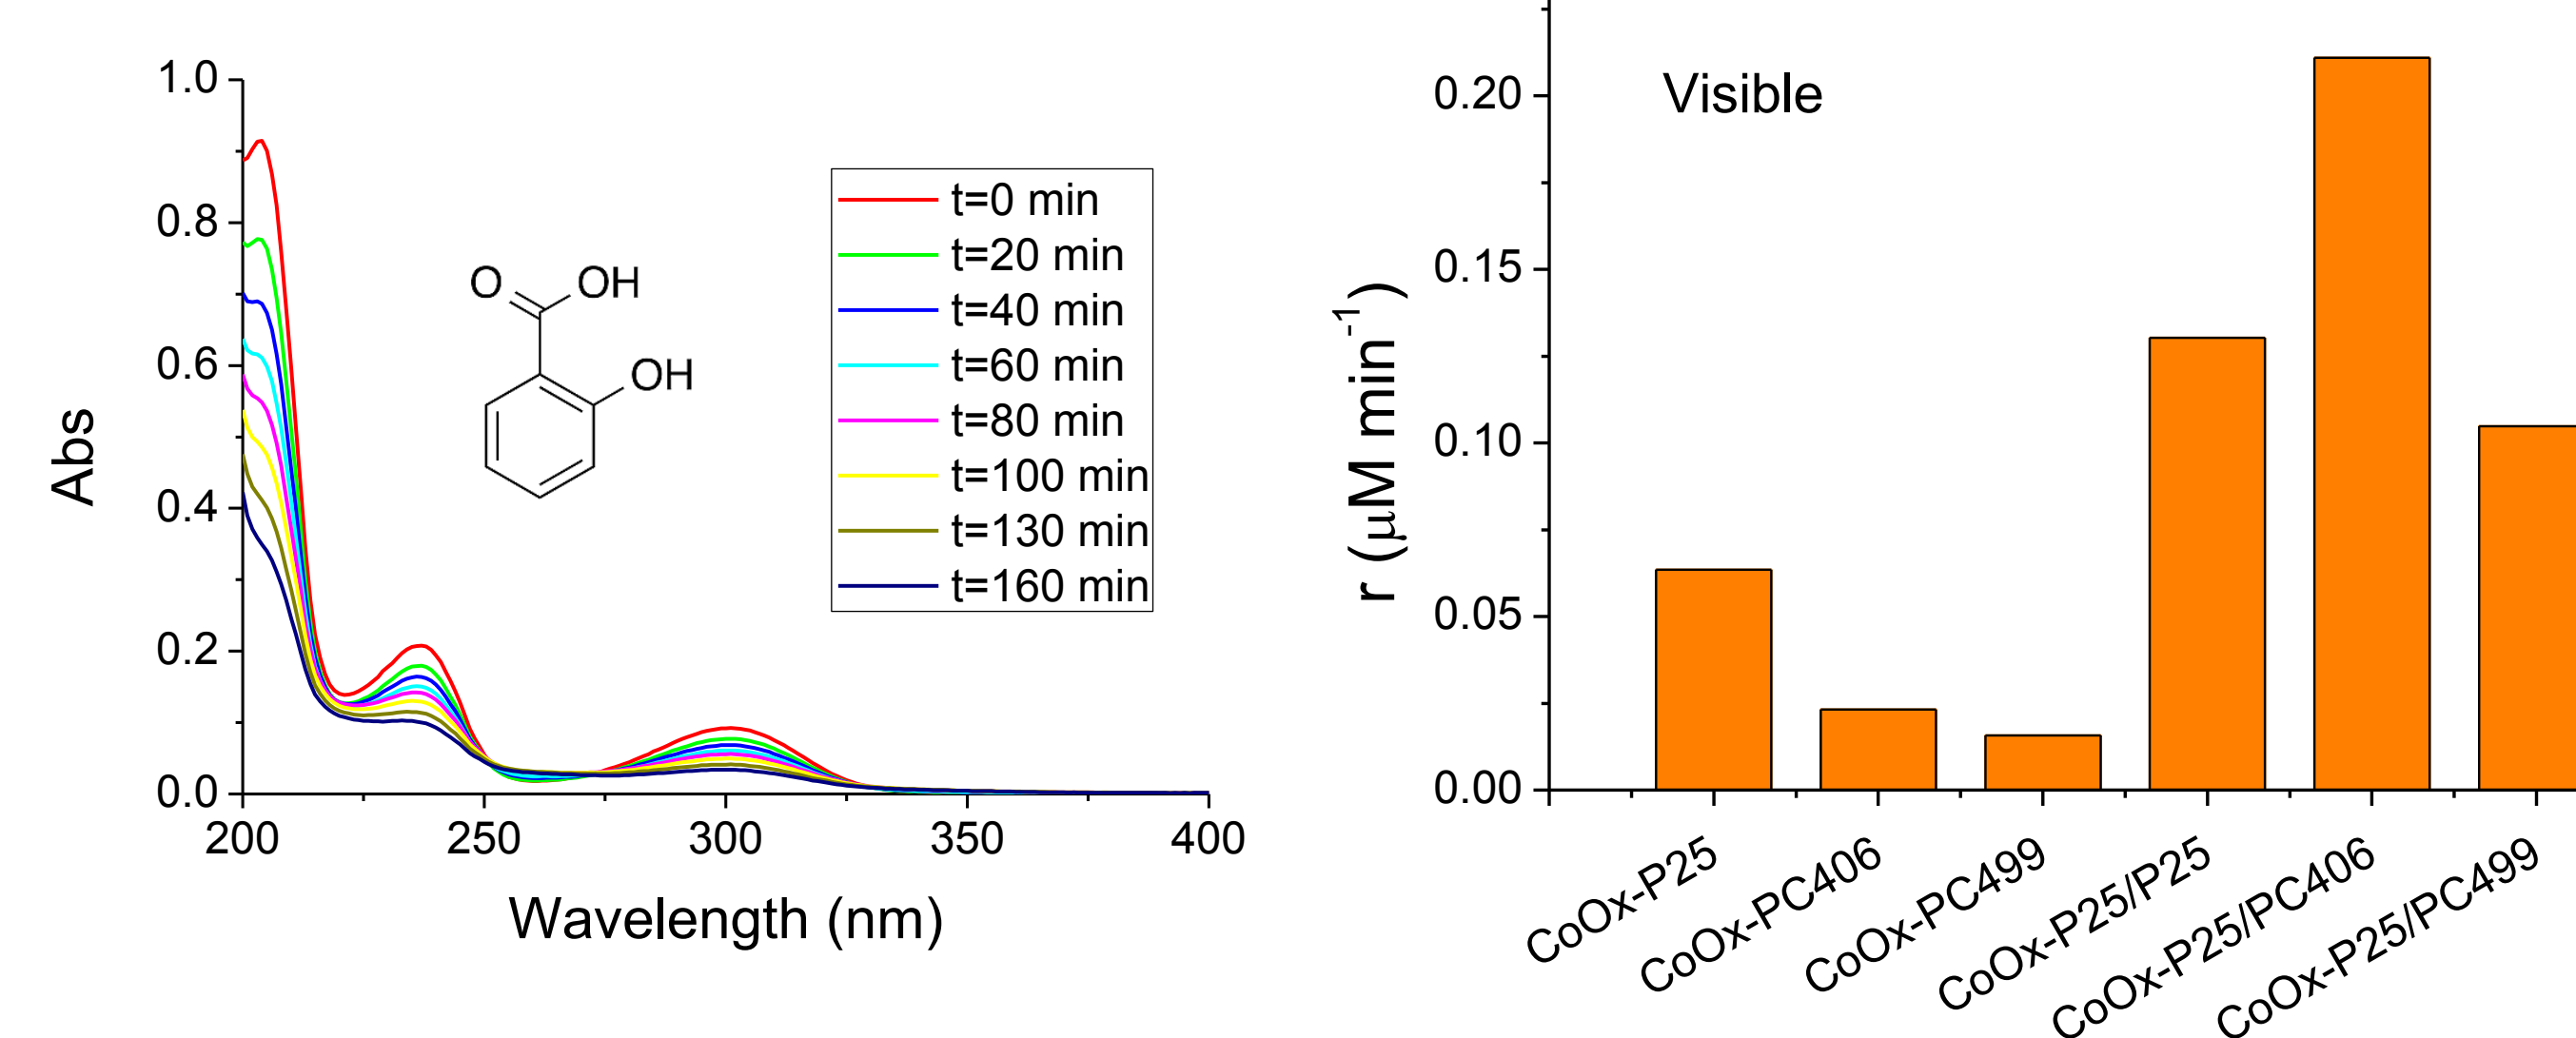 1.0
0.8
0.6
0.4
0.2
0.0
Abs
200 250 300 350 400
Wavelength (nm)
O OH
OH
t=0 min
t=20 min
t=40 min
t=60 min
t=80 min
t=100 min
t=130 min
t=160 min
Visible
0.20
0.15
0.10
0.05
0.00
r (μM min⁻¹)
CoOx-P25
CoOx-PC406
CoOx-PC499
CoOx-P25/P25
CoOx-P25/PC406
CoOx-P25/PC499